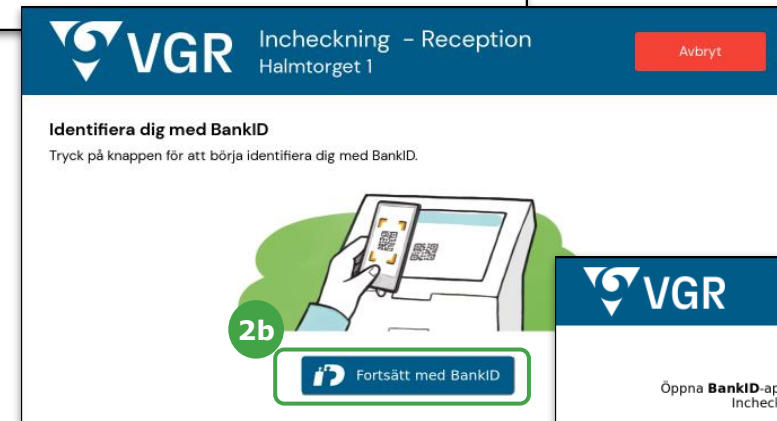 VGR
Incheckning – Reception
Halmtorget 1
Avbryt
Identifiera dig med BankID
Tryck på knappen för att börja identifiera dig med BankID.
2b
Fortsätt med BankID
VGR
Öppna BankID-ap
Incheck